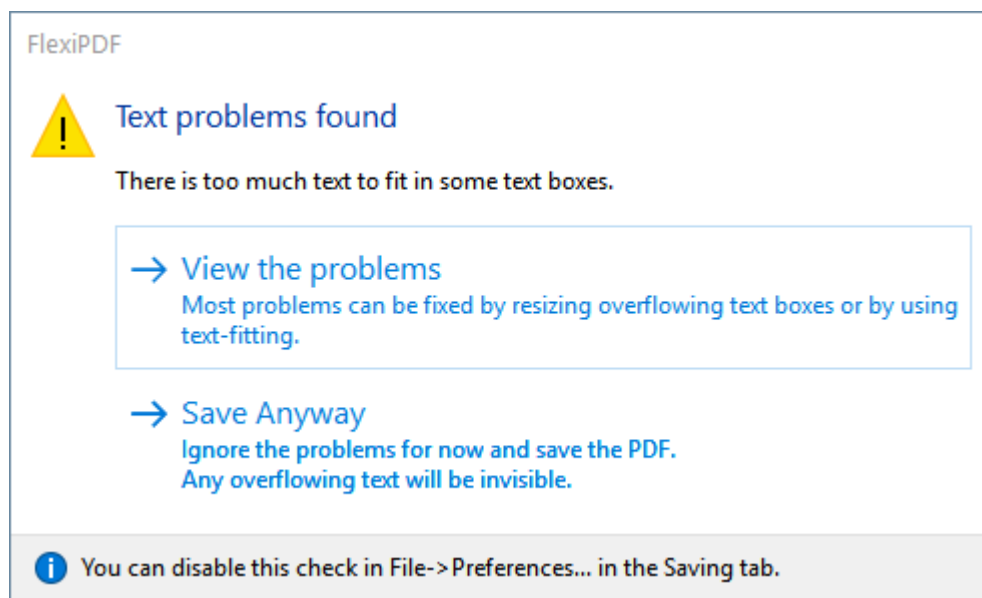 FlexiPDF
Text problems found
There is too much text to fit in some text boxes.
View the problems
Most problems can be fixed by resizing overflowing text boxes or by using
text-fitting.
Save Anyway
Ignore the problems for now and save the PDF.
Any overflowing text will be invisible.
You can disable this check in File->Preferences... in the Saving tab.